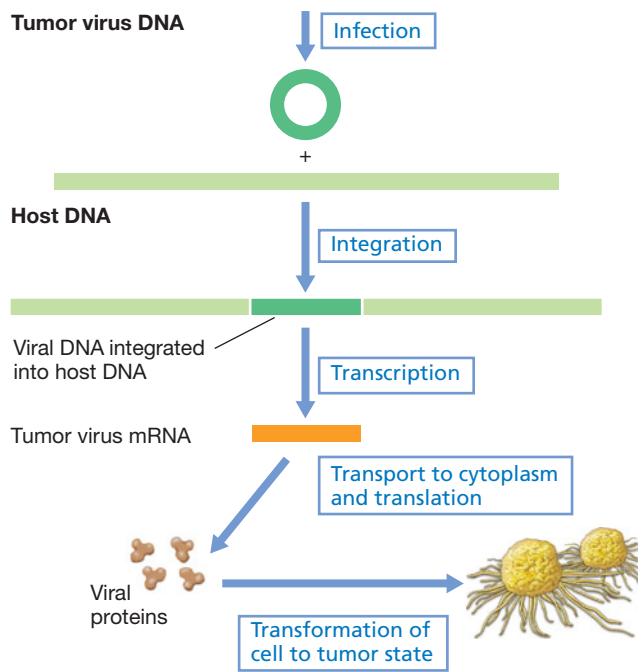 Tumor virus DNA
Infection
+
Host DNA
Integration
Viral DNA integrated
into host DNA
Transcription
Tumor virus mRNA
Transport to cytoplasm
and translation
Viral
proteins
Transformation of
cell to tumor state